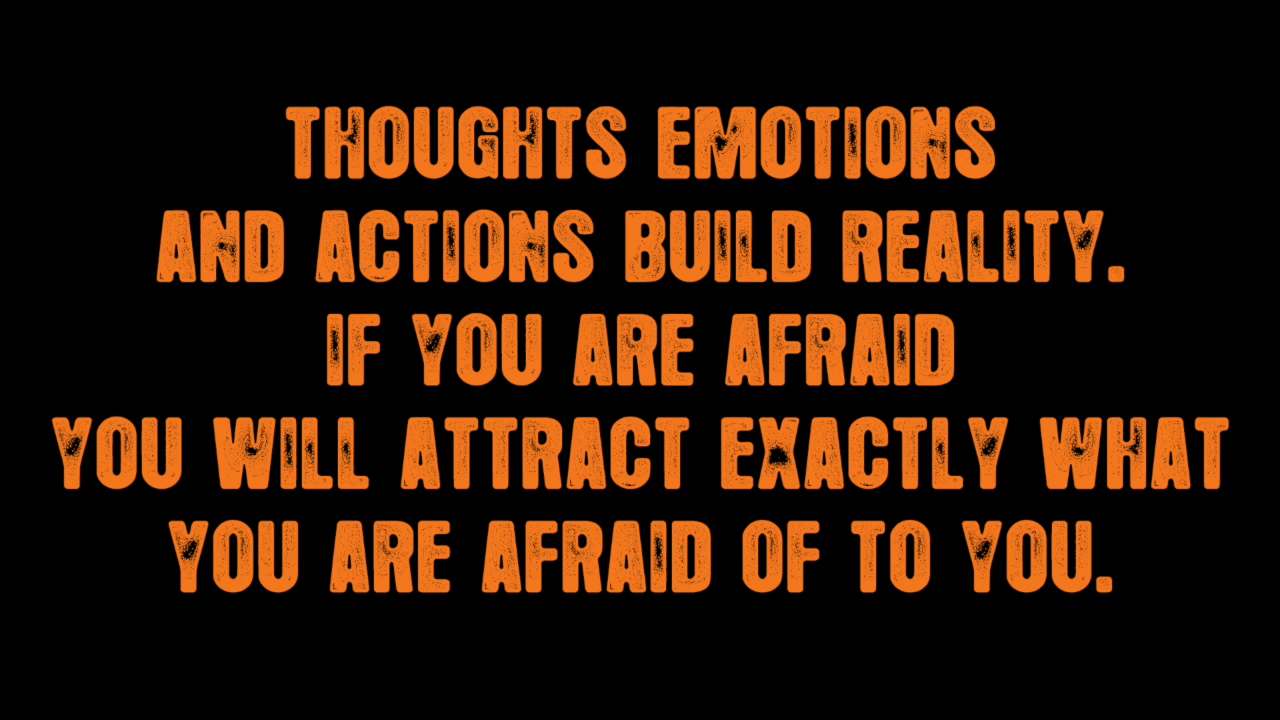 THOUGHTS EMOTIONS
AND ACTIONS BUILD REALITY.
IF YOU ARE AFRAID
YOU WILL ATTRACT EXACTLY WHAT
YOU ARE AFRAID OF TO YOU.